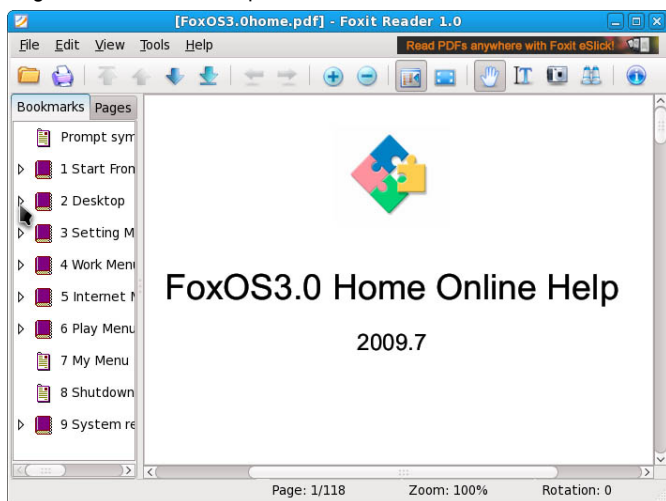 [FoxOS3.0home.pdf] - Foxit Reader 1.0
File Edit View Tools Help
Read PDFs anywhere with Foxit eSlick!
Bookmarks Pages
Prompt sym
1 Start Fron
2 Desktop
3 Setting M
4 Work Menu
5 Internet M
6 Play Menu
7 My Menu
8 Shutdown
9 System re
FoxOS3.0 Home Online Help
2009.7
Page: 1/118 Zoom: 100% Rotation: 0